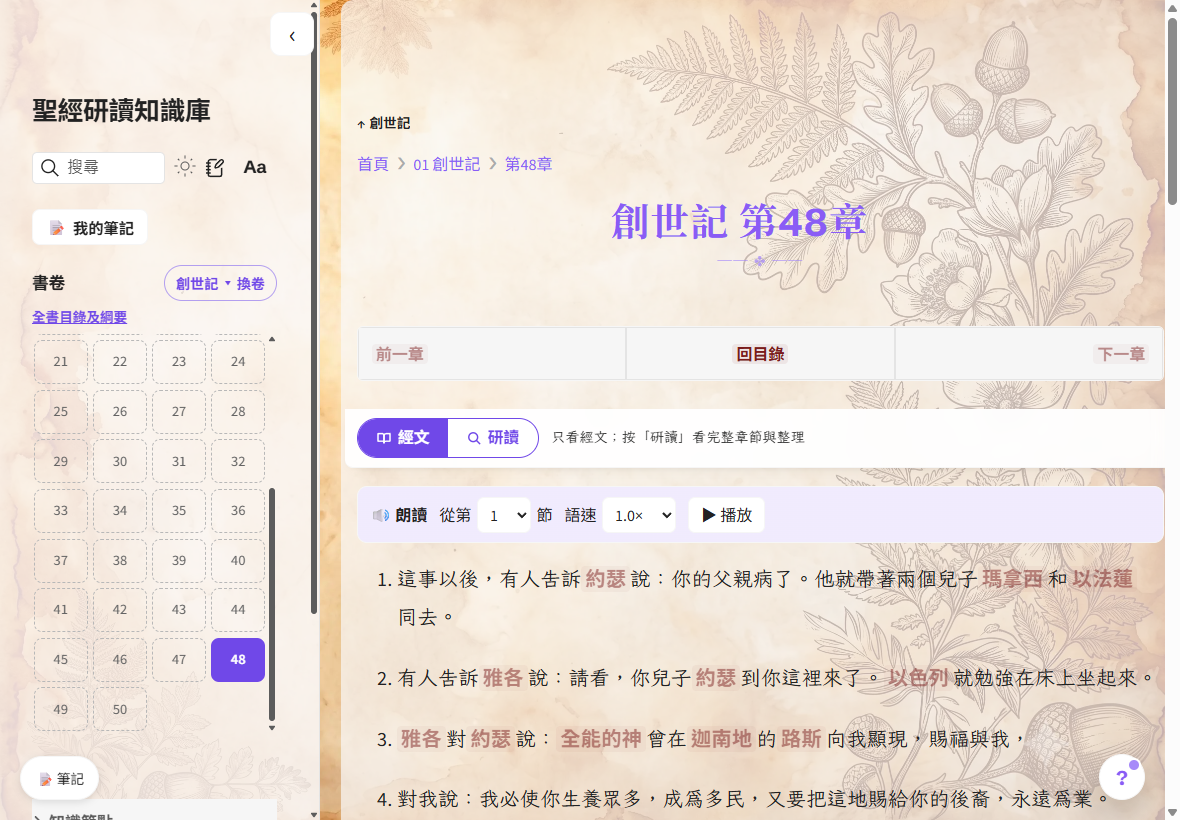 聖經研讀知識庫
搜尋
Aa
我的筆記
書卷
創世記 ▾ 換卷
全書目錄及綱要
21 22 23 24
25 26 27 28
29 30 31 32
33 34 35 36
37 38 39 40
41 42 43 44
45 46 47 48
49 50
筆記
↑ 創世記
首頁 › 01 創世記 › 第48章
創世記 第48章
前一章 回目錄 下一章
經文 研讀 只看經文；按「研讀」看完整章節與整理
朗讀 從第 1 節 語速 1.0× ▶ 播放
1. 這事以後，有人告訴 約瑟 說：你的父親病了。他就帶著兩個兒子 瑪拿西 和 以法蓮
同去。
2. 有人告訴 雅各 說：請看，你兒子 約瑟 到你這裡來了。 以色列 就勉強在床上坐起來。
3. 雅各 對 約瑟 說： 全能的神 曾在 迦南地 的 路斯 向我顯現，賜福與我，
4. 對我說：我必使你生養眾多，成為多民，又要把這地賜給你的後裔，永遠為業。
?